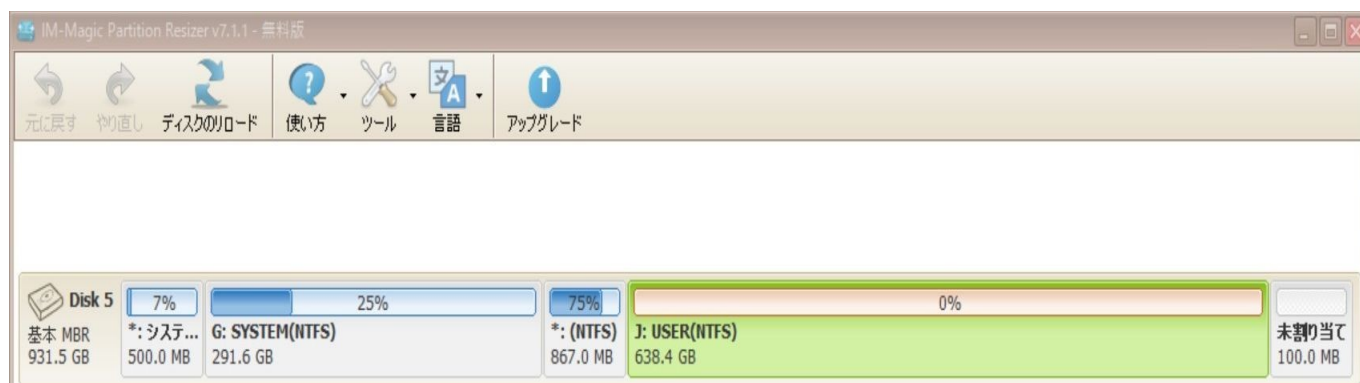 IM-Magic Partition Resizer v7.1.1 - 無料版
元に戻す やり直し ディスクのリロード 使い方 ツール 言語 アップグレード
Disk 5
基本 MBR
931.5 GB
7%
*: システ...
500.0 MB
25%
G: SYSTEM(NTFS)
291.6 GB
75%
*: (NTFS)
867.0 MB
0%
J: USER(NTFS)
638.4 GB
未割り当て
100.0 MB